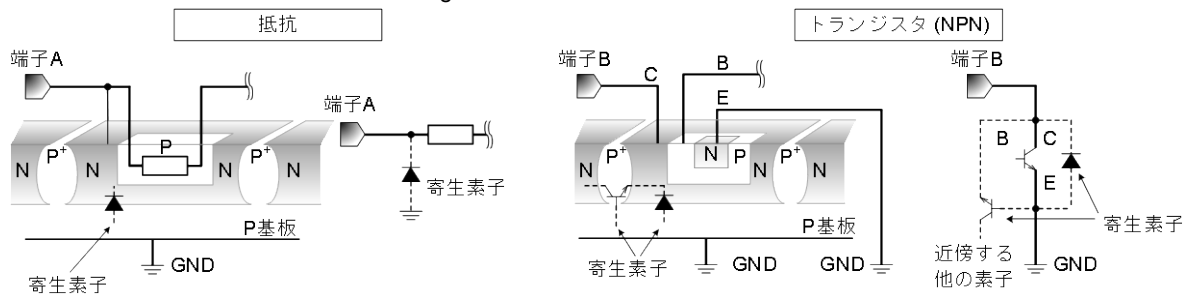 抵抗
端子A
N
P+
N
P
N
P+
N
P基板
寄生素子
GND
端子A
寄生素子
トランジスタ (NPN)
端子B
C
B
E
N
P+
N
N
P
P+
N
P基板
寄生素子
GND
GND
端子B
B
C
E
寄生素子
近傍する
他の素子
GND